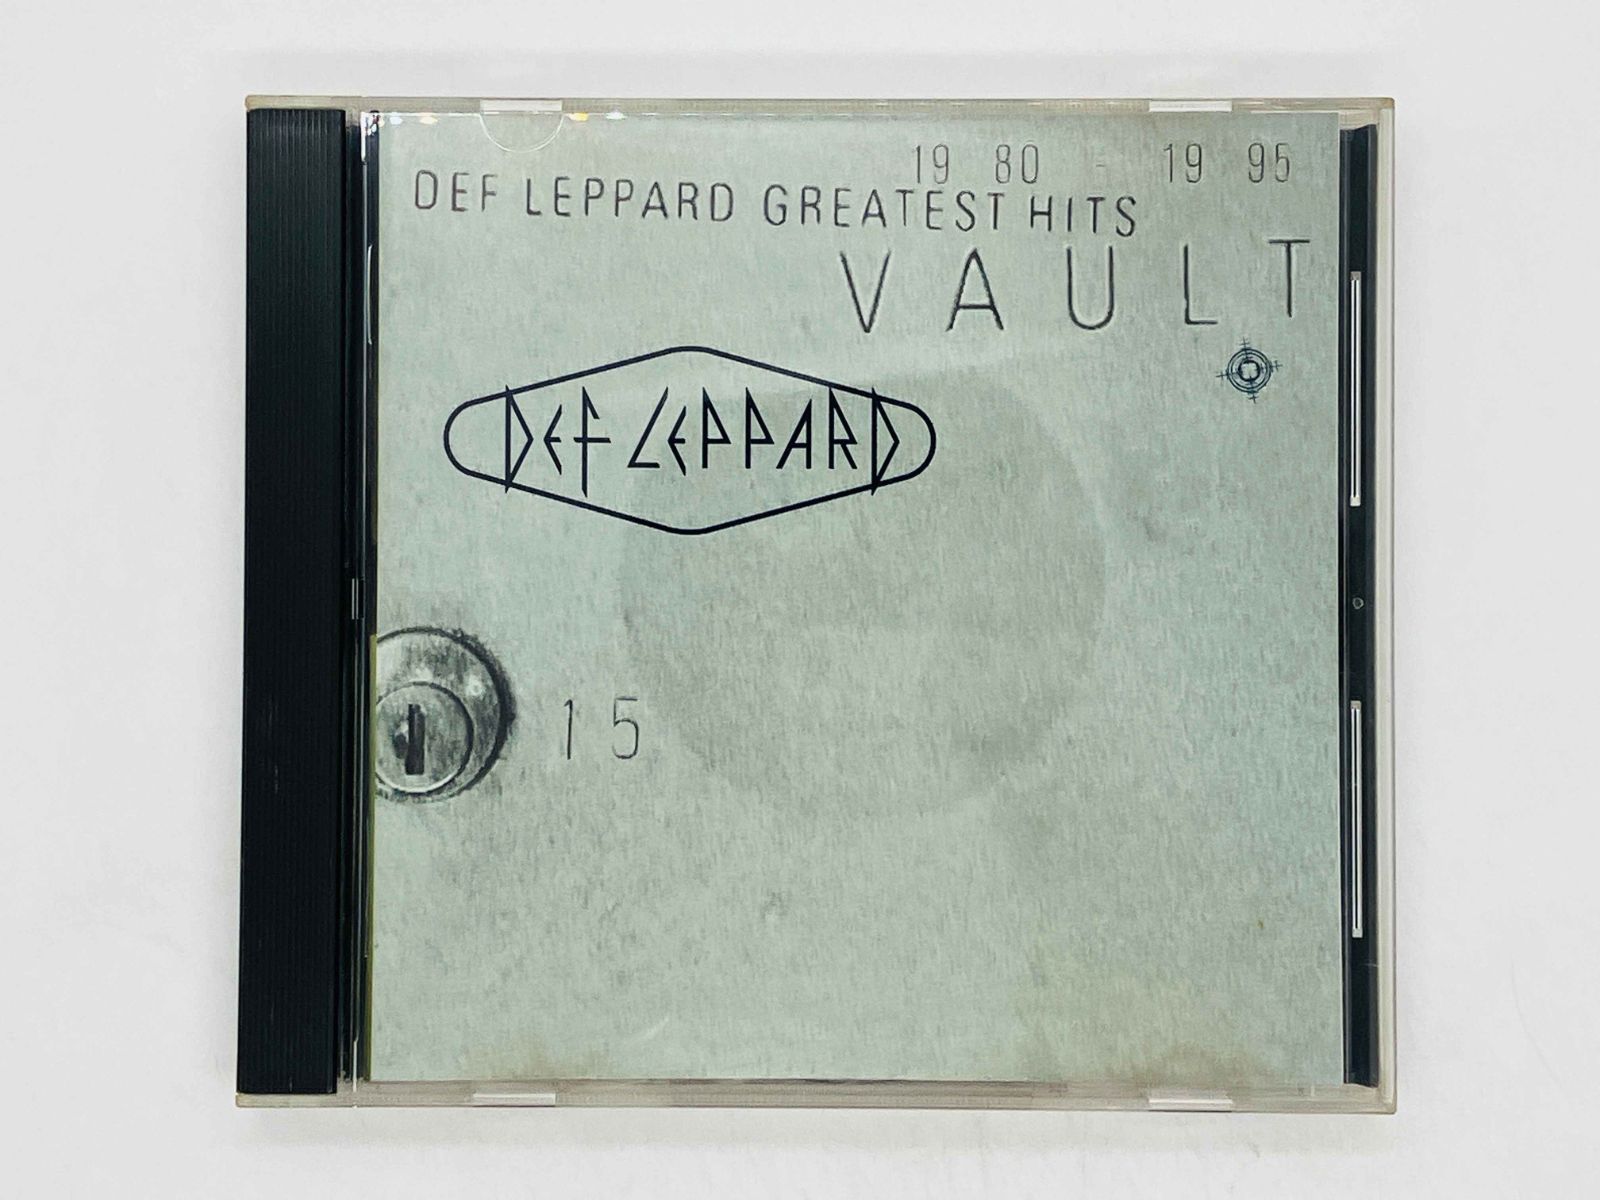 19 80 - 19 95
DEF LEPPARD GREATEST HITS
VAULT
DEF LEPPARD
15